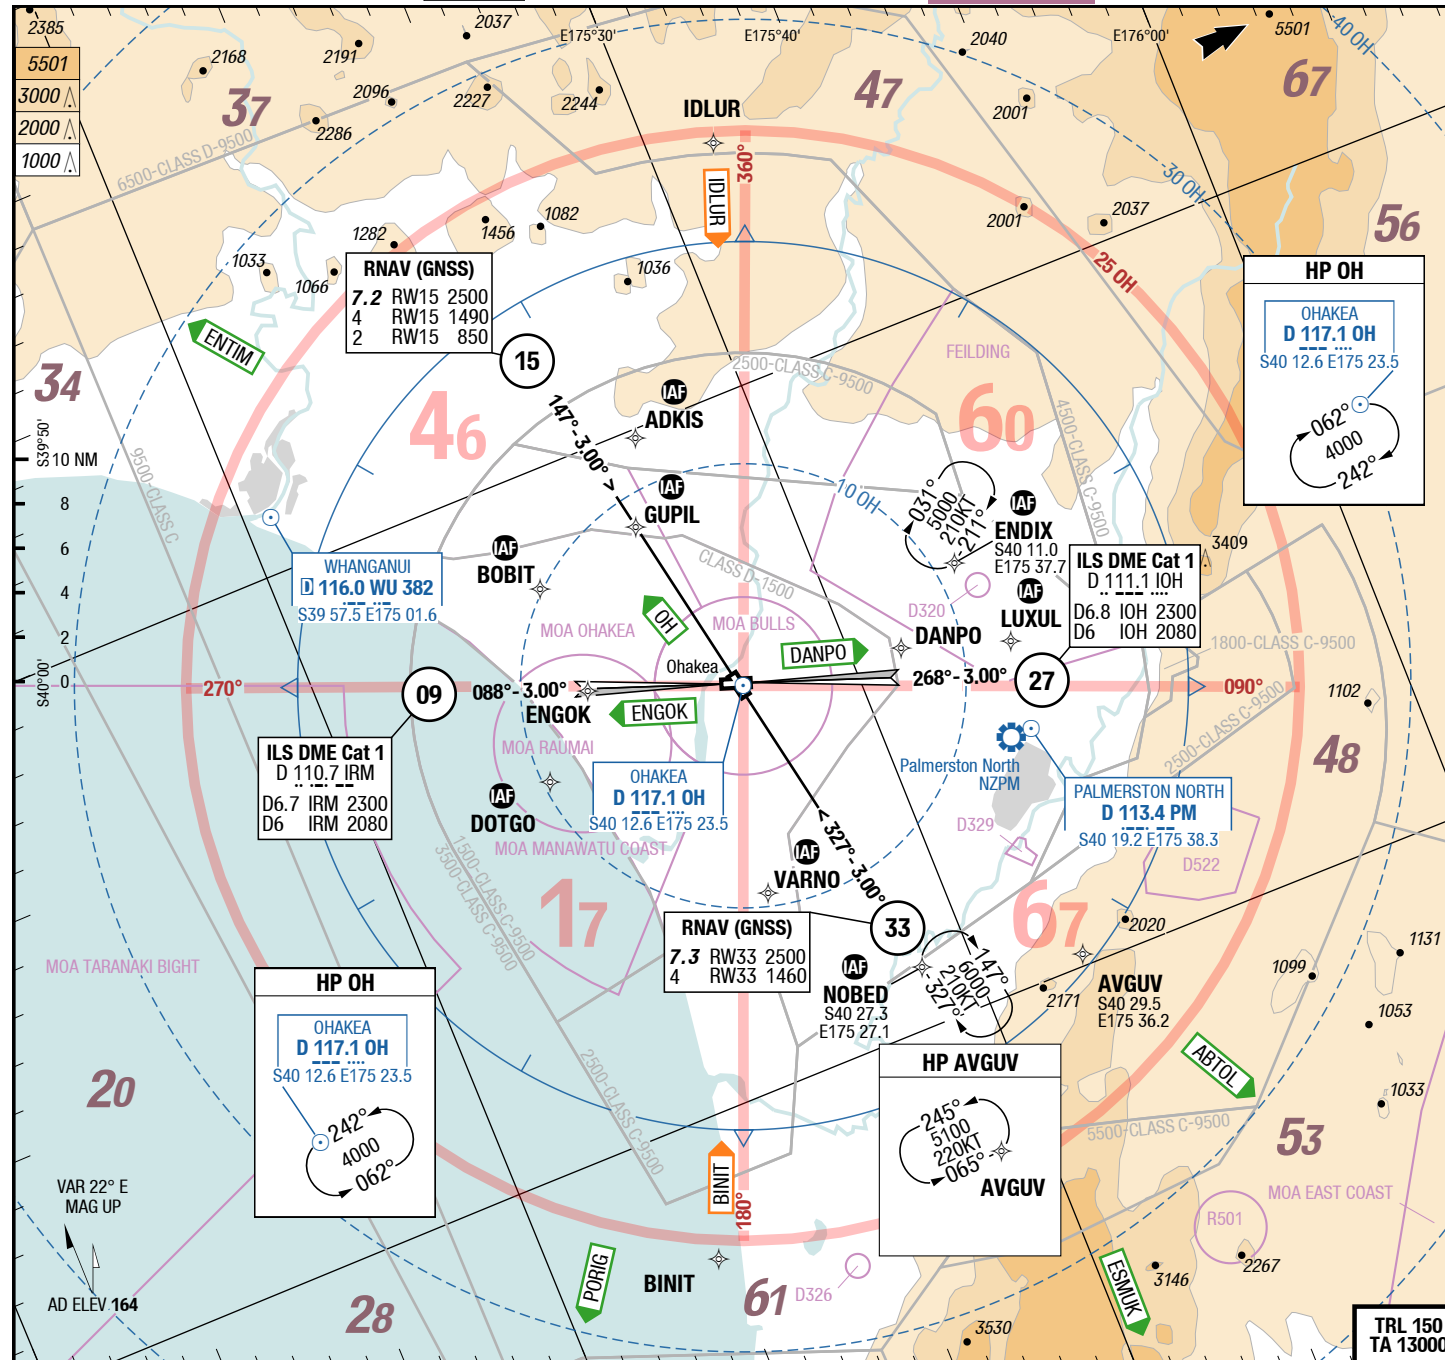 2385
2037
E175°30'
E175°40'
2040
E176°00'
5501
40 OH
5501
3000
2000
1000
2168
2191
2096
2286
2227
2244
37
47
67
2001
IDLUR
360°
IDLUR
6500-CLASS D-9500
30 OH
1282
1456
1082
1033
1066
1036
2001
2037
56
25 OH
RNAV (GNSS)
7.2 RW15 2500
4 RW15 1490
2 RW15 850
15
ENTIM
34
HP OH
OHAKEA
D 117.1 OH
S40 12.6 E175 23.5
062°
4000
242°
FEILDING
2500-CLASS C-9500
4500-CLASS C-9500
46
60
IAF
ADKIS
147°-3.00° >
S39°50'
10 NM
8
6
4
2
0
S40°00'
9500-CLASS C
IAF
GUPIL
10 OH
031°
5000
210KT
211°
IAF
ENDIX
S40 11.0
E175 37.7
3409
IAF
BOBIT
CLASS D-1500
WHANGANUI
D 116.0 WU 382
S39 57.5 E175 01.6
ILS DME Cat 1
D 111.1 IOH
D6.8 IOH 2300
D6 IOH 2080
D320
IAF
LUXUL
MOA OHAKEA
OH
MOA BULLS
DANPO
DANPO
1800-CLASS C-9500
Ohakea
270°
09
088°-3.00°
268°-3.00°
27
090°
1102
ENGOK
ENGOK
MOA RAUMAI
2500-CLASS C-9500
48
ILS DME Cat 1
D 110.7 IRM
D6.7 IRM 2300
D6 IRM 2080
OHAKEA
D 117.1 OH
S40 12.6 E175 23.5
Palmerston North
NZPM
PALMERSTON NORTH
D 113.4 PM
S40 19.2 E175 38.3
IAF
DOTGO
D329
< 327°-3.00°
MOA MANAWATU COAST
D522
1500-CLASS C-9500
3500-CLASS C-9500
IAF
VARNO
17
67
33
RNAV (GNSS)
7.3 RW33 2500
4 RW33 1460
2020
1131
1099
MOA TARANAKI BIGHT
IAF
NOBED
S40 27.3
E175 27.1
147°
6000
210KT
327°
2171
AVGUV
S40 29.5
E175 36.2
1053
HP OH
OHAKEA
D 117.1 OH
S40 12.6 E175 23.5
242°
4000
062°
HP AVGUV
245°
5100
220KT
065°
AVGUV
ABTOL
20
2500-CLASS C-9500
1033
5500-CLASS C-9500
53
BINIT
180°
VAR 22° E
MAG UP
MOA EAST COAST
R501
AD ELEV 164
PORIG
BINIT
61
D326
ESMUK
3146
2267
28
3530
TRL 150
TA 13000